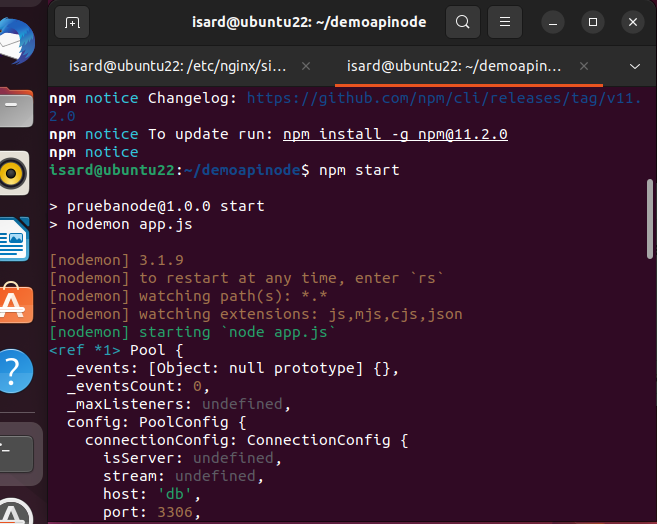 isard@ubuntu22: ~/demoapinode
isard@ubuntu22: /etc/nginx/si...
isard@ubuntu22: ~/demoapin...
npm notice Changelog: https://github.com/npm/cli/releases/tag/v11.
2.0
npm notice To update run: npm install -g npm@11.2.0
npm notice
isard@ubuntu22:~/demoapinode$ npm start
> pruebanode@1.0.0 start
> nodemon app.js
[nodemon] 3.1.9
[nodemon] to restart at any time, enter `rs`
[nodemon] watching path(s): *.*
[nodemon] watching extensions: js,mjs,cjs,json
[nodemon] starting `node app.js`
<ref *1> Pool {
  _events: [Object: null prototype] {},
  _eventsCount: 0,
  _maxListeners: undefined,
  config: PoolConfig {
    connectionConfig: ConnectionConfig {
      isServer: undefined,
      stream: undefined,
      host: 'db',
      port: 3306,